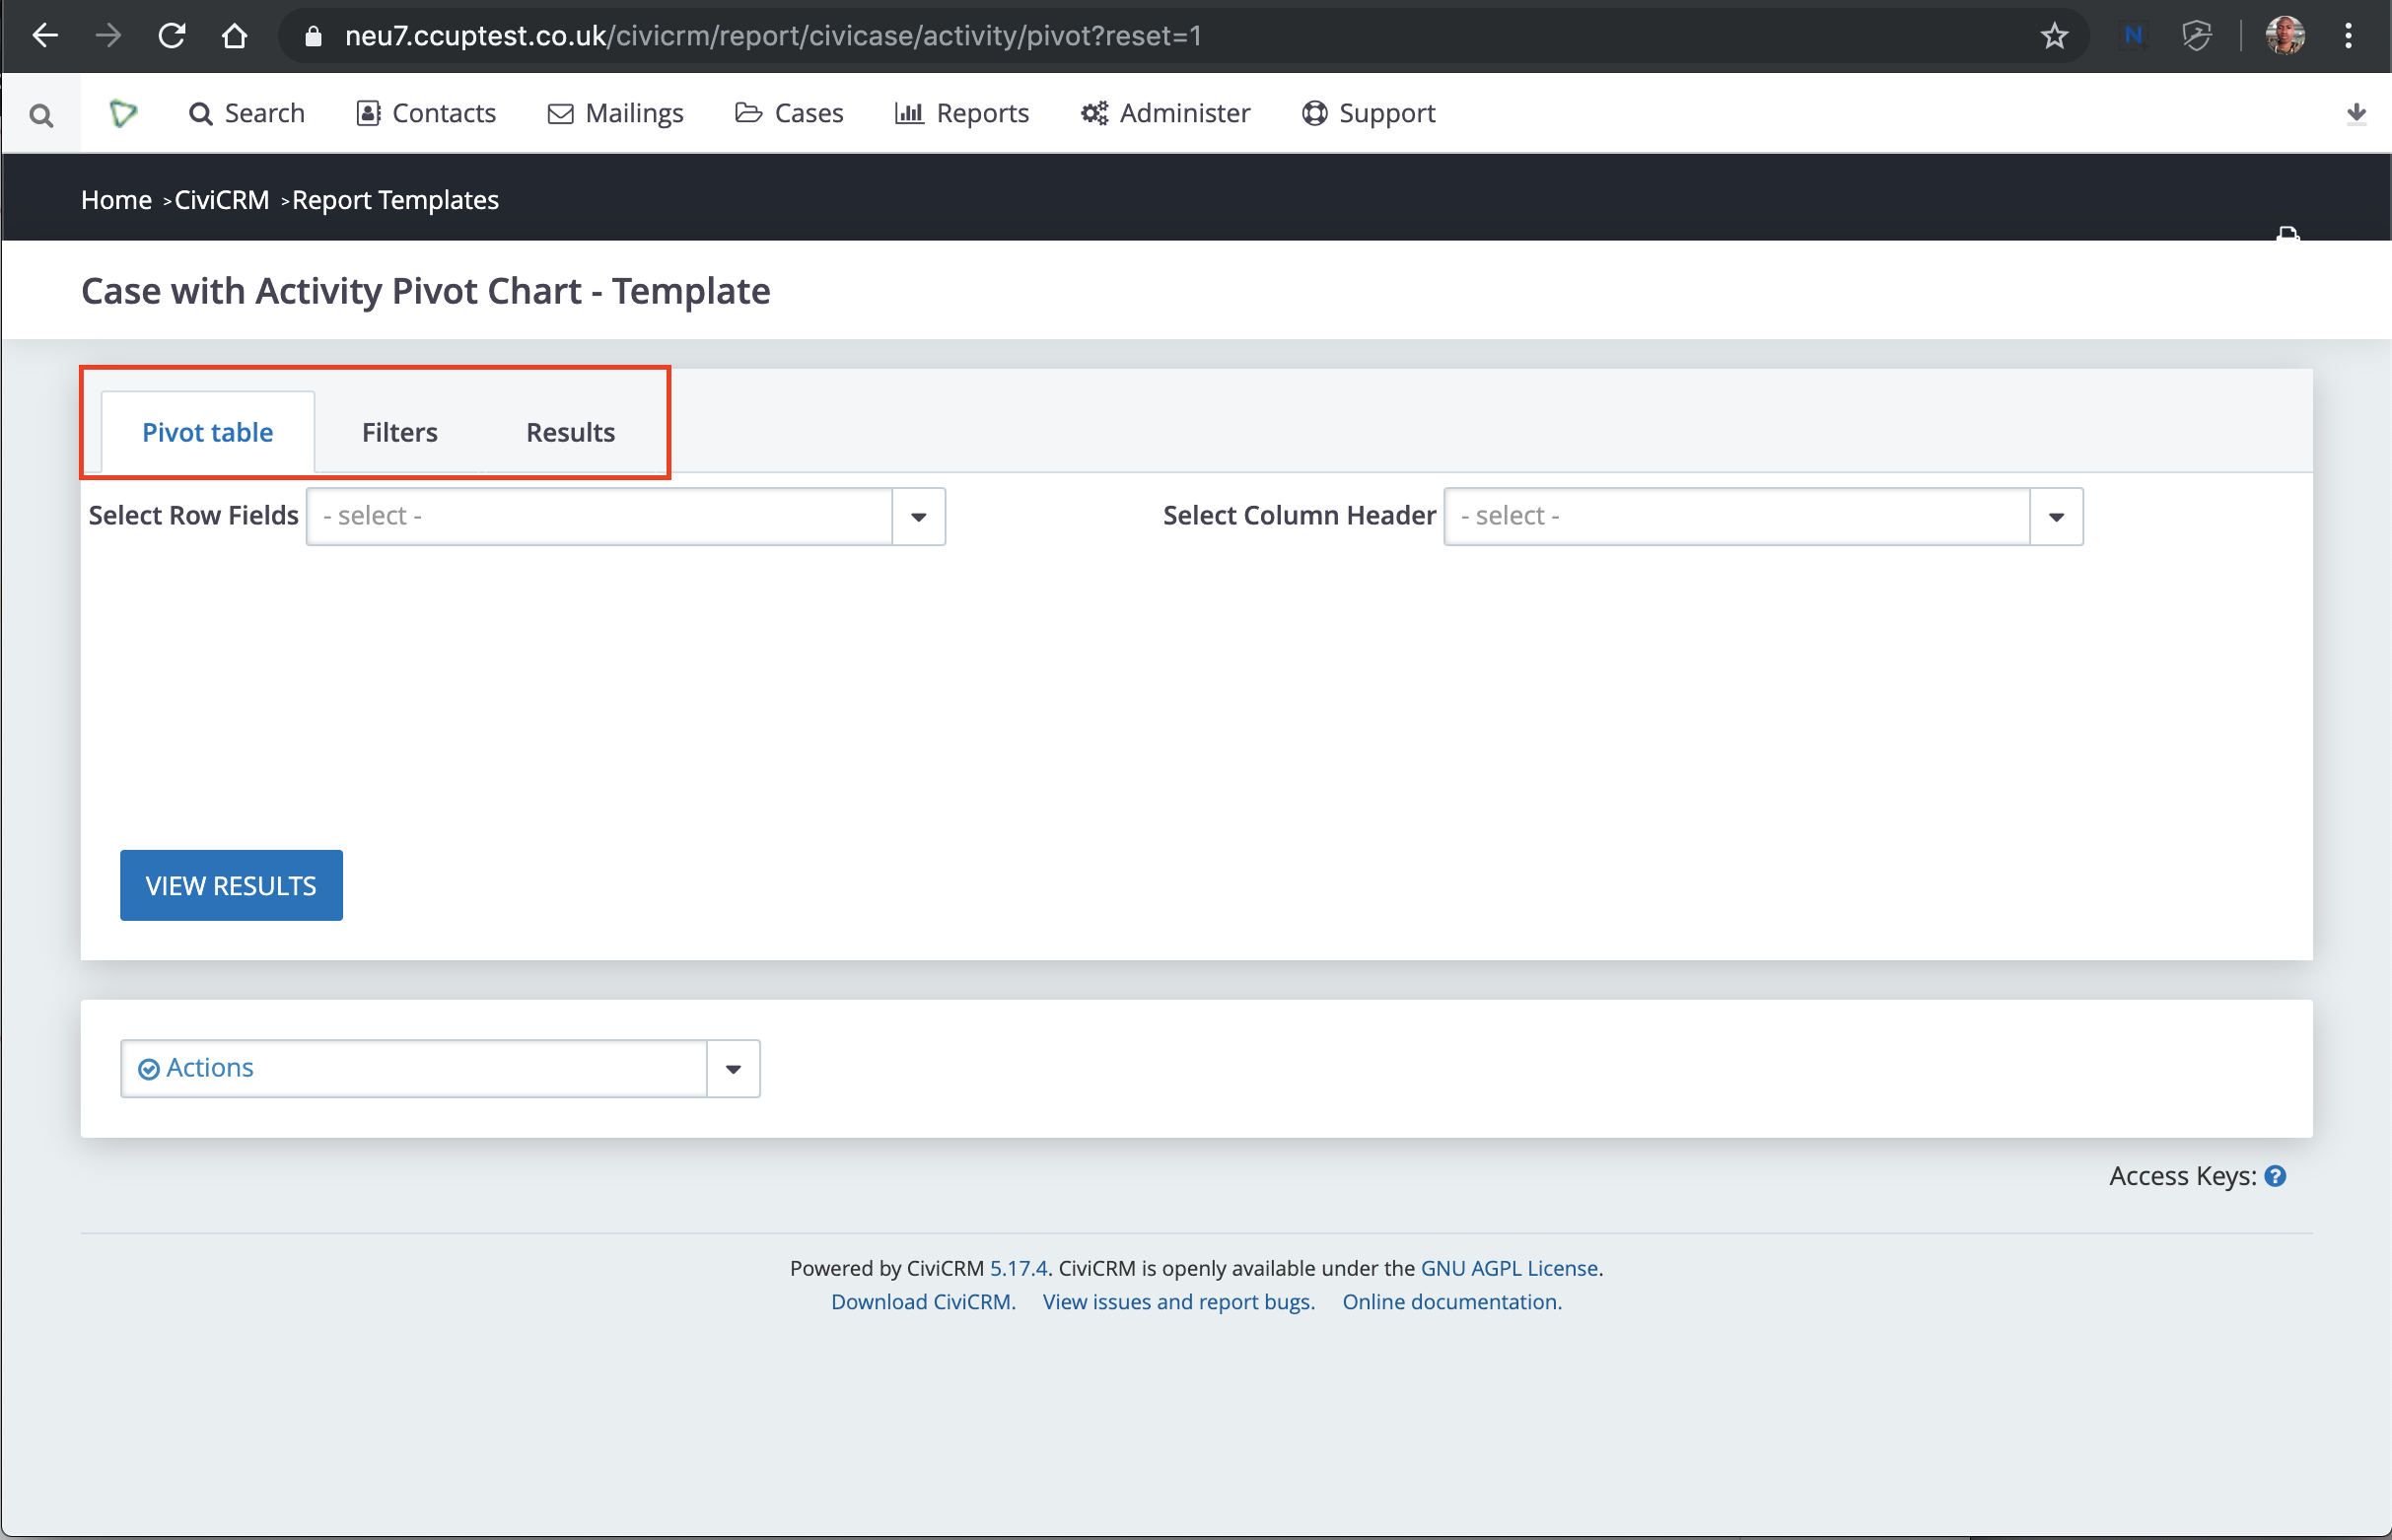 neu7.ccuptest.co.uk/civicrm/report/civicase/activity/pivot?reset=1
N
Search Contacts Mailings Cases Reports Administer Support
Home >CiviCRM >Report Templates
Case with Activity Pivot Chart - Template
Pivot table Filters Results
Select Row Fields - select - Select Column Header - select -
VIEW RESULTS
Actions
Access Keys: ?
Powered by CiviCRM 5.17.4. CiviCRM is openly available under the GNU AGPL License.
Download CiviCRM. View issues and report bugs. Online documentation.